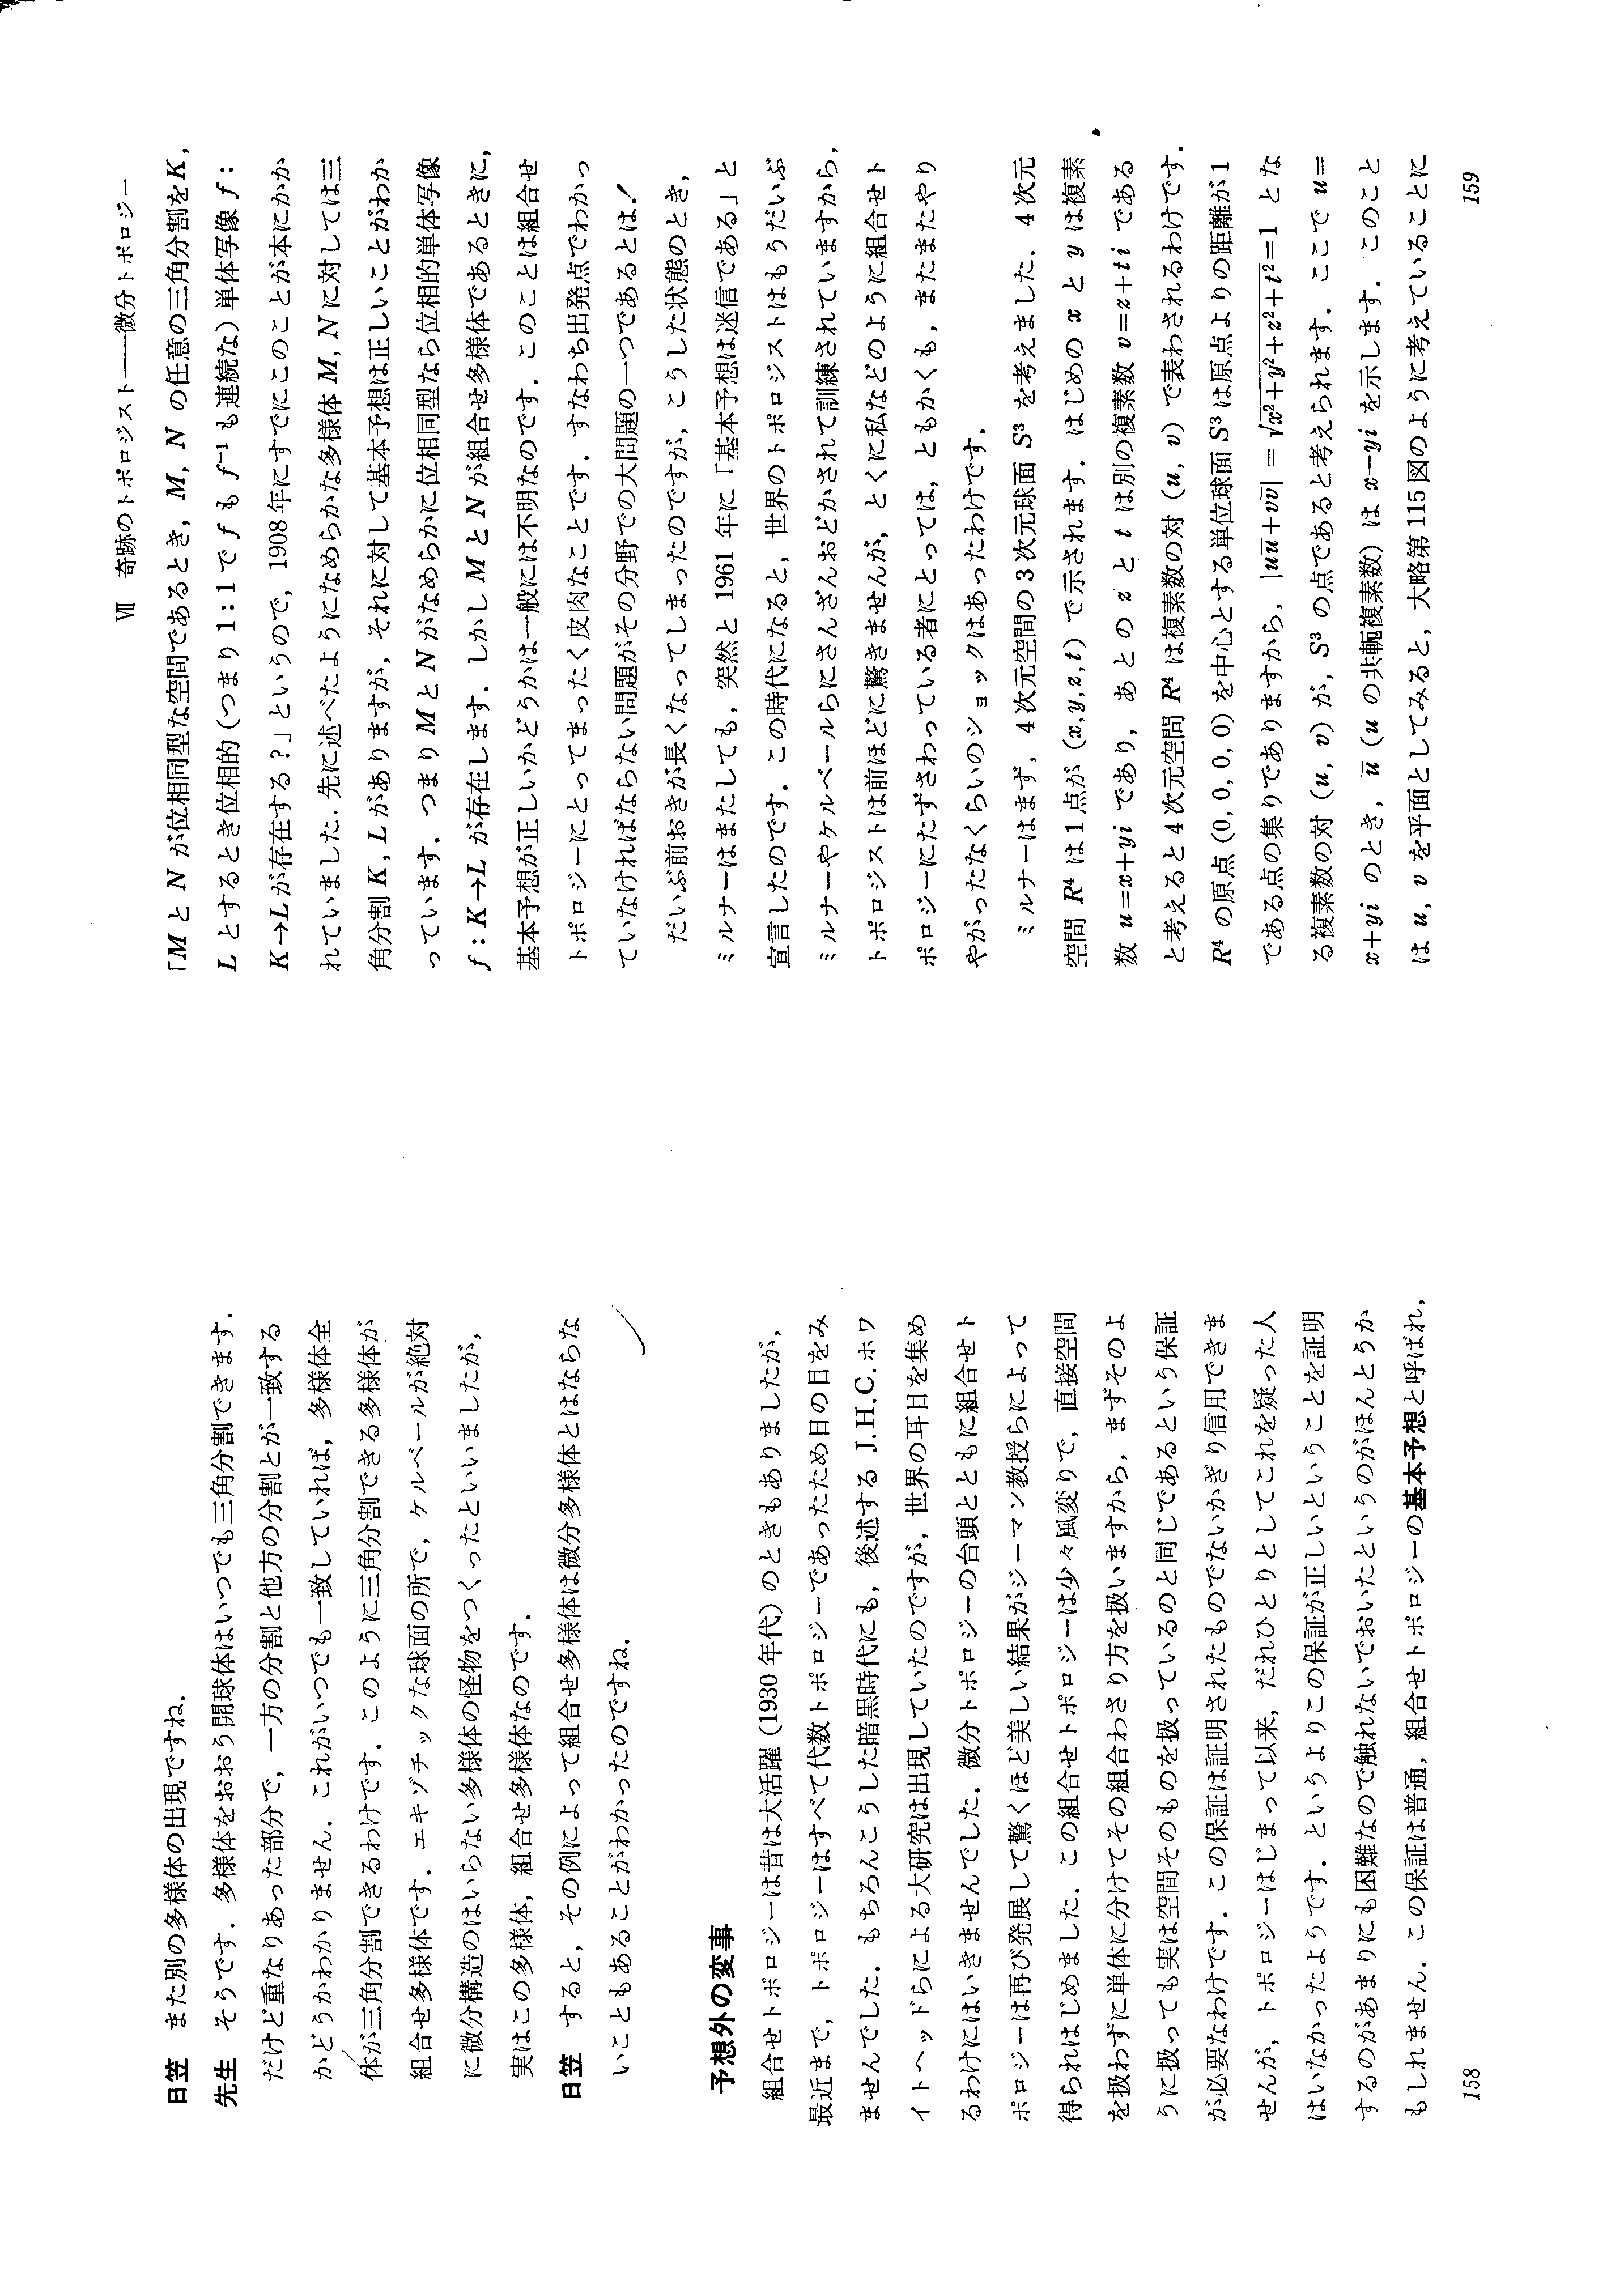 日笠　また別の多様体の出現ですね．
先生　そうです．多様体をおおう開球体はいつでも三角分割できます．
だけど重なりあった部分で，一方の分割と他方の分割とが一致する
かどうかわかりません．これがいつでも一致していれば，多様体全
体が三角分割できるわけです．このように三角分割できる多様体が
組合せ多様体です．エキゾチックな球面の所で，ケルベールが絶対
に微分構造のはいらない多様体の怪物をつくったといいましたが，
実はこの多様体，組合せ多様体なのです．
日笠　すると，その例によって組合せ多様体は微分多様体とはならな
いこともあることがわかったのですね．
予想外の変事
組合せトポロジーは昔は大活躍（1930年代）のときもありましたが，
最近まで，トポロジーはすべて代数トポロジーであったため日の目をみ
ませんでした．もちろんこうした暗黒時代にも，後述する J.H.C.ホワ
イトヘッドらによる大研究は出現していたのですが，世界の耳目を集め
るわけにはいきませんでした．微分トポロジーの台頭とともに組合せト
ポロジーは再び発展して驚くほど美しい結果がジーマン教授らによって
得られはじめました．この組合せトポロジーは少々風変りで，直接空間
を扱わずに単体に分けてその組合わさり方を扱いますから，まずそのよ
うに扱っても実は空間そのものを扱っているのと同じであるという保証
が必要なわけです．この保証は証明されたものでないかぎり信用できま
せんが，トポロジーはじまって以来，だれひとりとしてこれを疑った人
はいなかったようです．というよりこの保証が正しいということを証明
するのがあまりにも困難なので触れないでおいたというのがほんとうか
もしれません．この保証は普通，組合せトポロジーの基本予想と呼ばれ，
158
Ⅶ　奇跡のトポロジスト——微分トポロジー
「M と N が位相同型な空間であるとき，M, N の任意の三角分割をK，
L とするとき位相的（つまり1：1で f も f⁻¹ も連続な）単体写像 f：
K→L が存在する？」というので，1908年にすでにこのことが本にかか
れていました．先に述べたようになめらかな多様体 M, N に対しては三
角分割 K, L がありますが，それに対して基本予想は正しいことがわか
っています．つまり M と N がなめらかに位相同型なら位相的単体写像
f：K→L が存在します．しかし M と N が組合せ多様体であるときに，
基本予想が正しいかどうかは一般には不明なのです．このことは組合せ
トポロジーにとってまったく皮肉なことです．すなわち出発点でわかっ
ていなければならない問題がその分野での大問題の一つであるとは！
だいぶ前おきが長くなってしまったのですが，こうした状態のとき，
ミルナーはまたしても，突然と 1961 年に「基本予想は迷信である」と
宣言したのです．この時代になると，世界のトポロジストはもうだいぶ
ミルナーやケルベールらにさんざんおどかされて訓練されていますから，
トポロジストは前ほどに驚きませんが，とくに私などのように組合せト
ポロジーにたずさわっている者にとっては，ともかくも，またまたやり
やがったなくらいのショックはあったわけです．
ミルナーはまず，4次元空間の3次元球面 S³ を考えました．4次元
空間 R⁴ は1点が (x, y, z, t) で示されます．はじめの x と y は複素
数 u=x+yi であり，あとの z と t は別の複素数 v=z+ti である
と考えると4次元空間 R⁴ は複素数の対 (u, v) で表わされるわけです．
R⁴ の原点 (0, 0, 0, 0) を中心とする単位球面 S³ は原点よりの距離が1
である点の集りでありますから，|uū+vv̄|=√x²+y²+z²+t²=1 とな
る複素数の対 (u, v) が，S³ の点であると考えられます．ここで u=
x+yi のとき，ū（u の共軛複素数）は x−yi を示します．このこと
は u, v を平面としてみると，大略第115図のように考えていることに
159